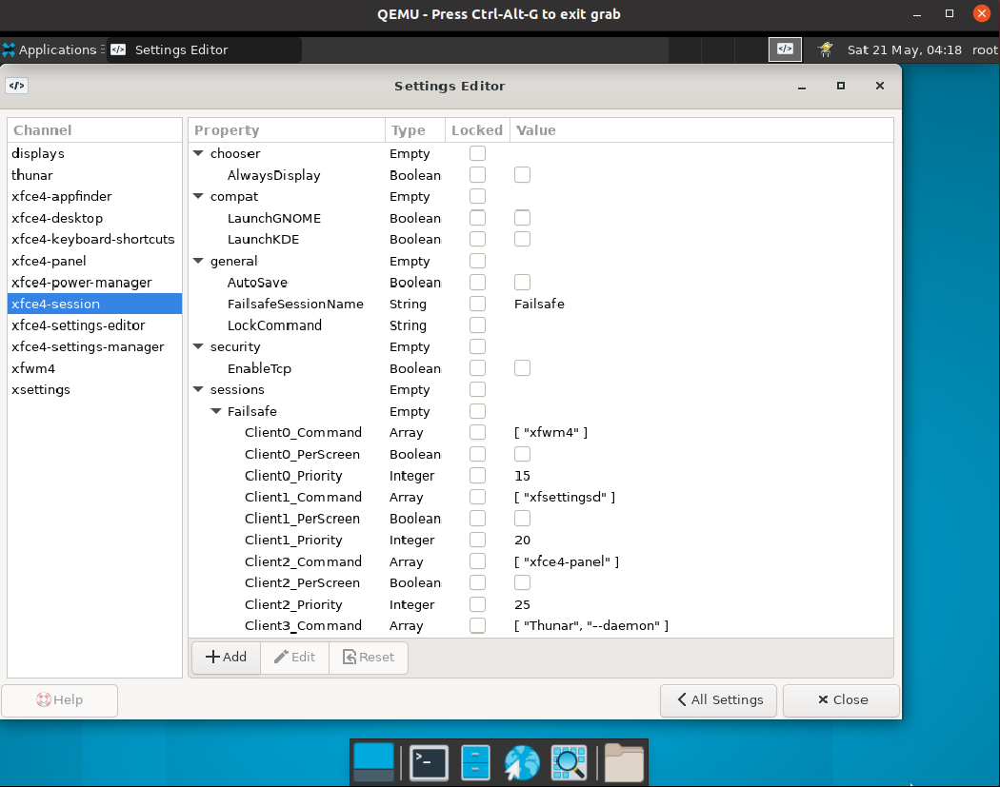 QEMU - Press Ctrl-Alt-G to exit grab
Applications </> Settings Editor </> Sat 21 May, 04:18 root
</> Settings Editor
Channel
displays
thunar
xfce4-appfinder
xfce4-desktop
xfce4-keyboard-shortcuts
xfce4-panel
xfce4-power-manager
xfce4-session
xfce4-settings-editor
xfce4-settings-manager
xfwm4
xsettings
Property Type Locked Value
chooser Empty
AlwaysDisplay Boolean
compat Empty
LaunchGNOME Boolean
LaunchKDE Boolean
general Empty
AutoSave Boolean
FailsafeSessionName String Failsafe
LockCommand String
security Empty
EnableTcp Boolean
sessions Empty
Failsafe Empty
Client0_Command Array [ "xfwm4" ]
Client0_PerScreen Boolean
Client0_Priority Integer 15
Client1_Command Array [ "xfsettingsd" ]
Client1_PerScreen Boolean
Client1_Priority Integer 20
Client2_Command Array [ "xfce4-panel" ]
Client2_PerScreen Boolean
Client2_Priority Integer 25
Client3_Command Array [ "Thunar", "--daemon" ]
Add Edit Reset
Help All Settings Close
>_